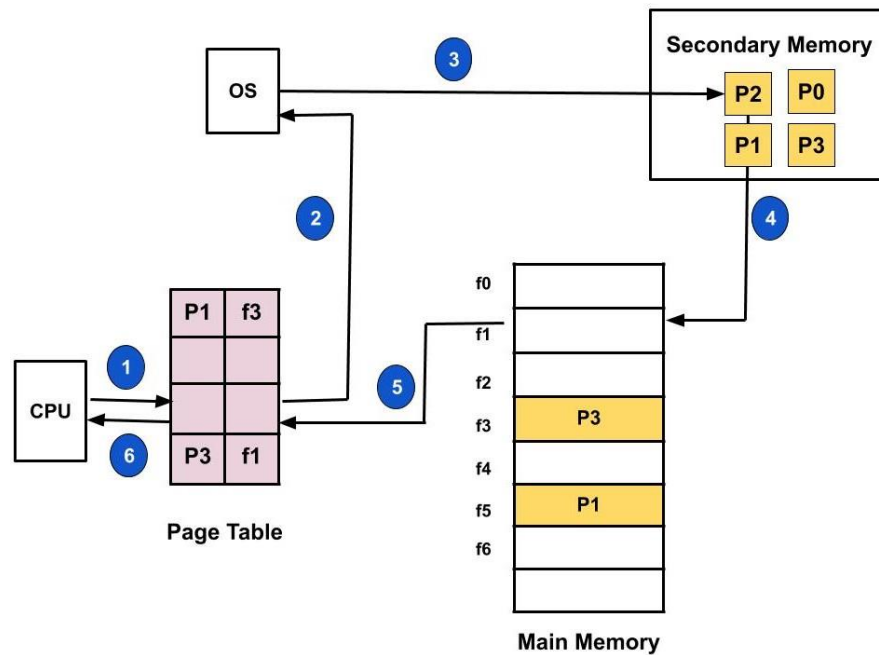 Secondary Memory
3
OS
P2 P0
P1 P3
2
4
f0
P1 f3
f1
1
5
f2
CPU
P3
f3
6
P3 f1
f4
P1
f5
Page Table
f6
Main Memory